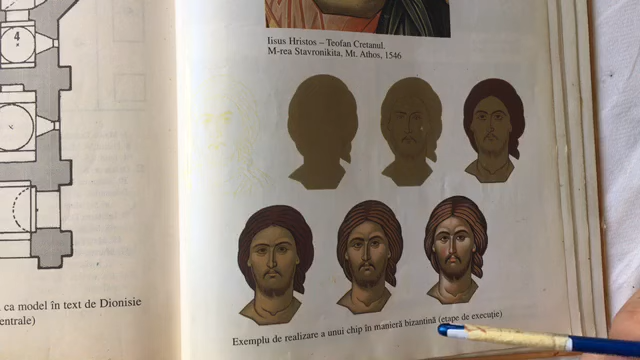 4
Iisus Hristos – Teofan Cretanul.
M-rea Stavronikita, Mt. Athos, 1546
ca model în text de Dionisie
entrale)
Exemplu de realizare a unui chip în manieră bizantină (etape de execuție)